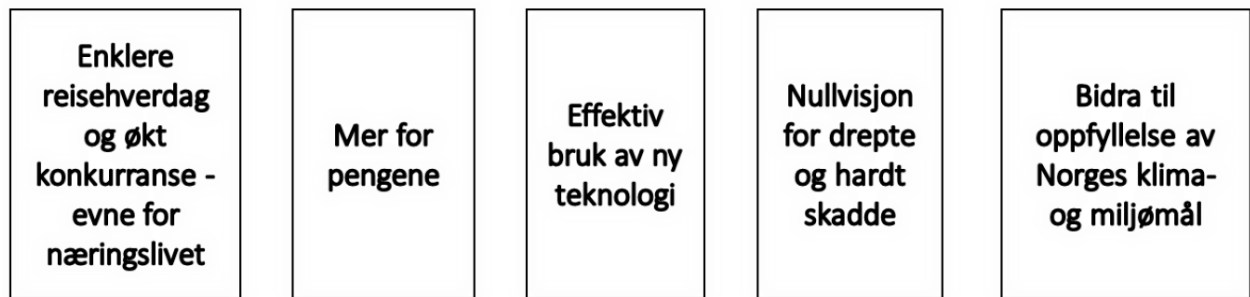 Enklere
reisehverdag
og økt
konkurranse -
evne for
næringslivet
Mer for
pengene
Effektiv
bruk av ny
teknologi
Nullvisjon
for drepte
og hardt
skadde
Bidra til
oppfyllelse av
Norges klima-
og miljømål